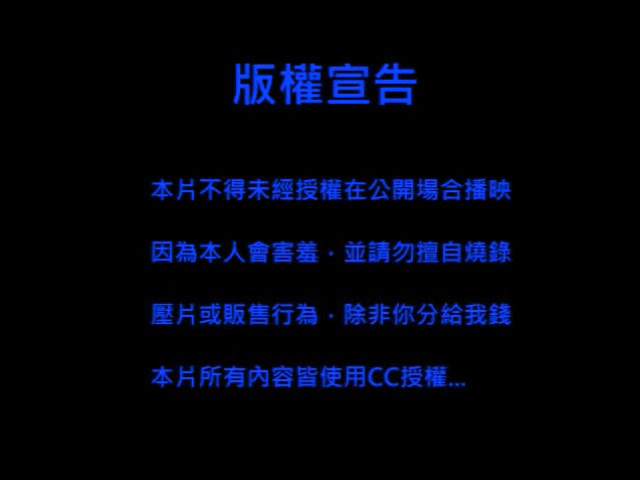 版權宣告
本片不得未經授權在公開場合播映
因為本人會害羞，並請勿擅自燒錄
壓片或販售行為，除非你分給我錢
本片所有內容皆使用CC授權...